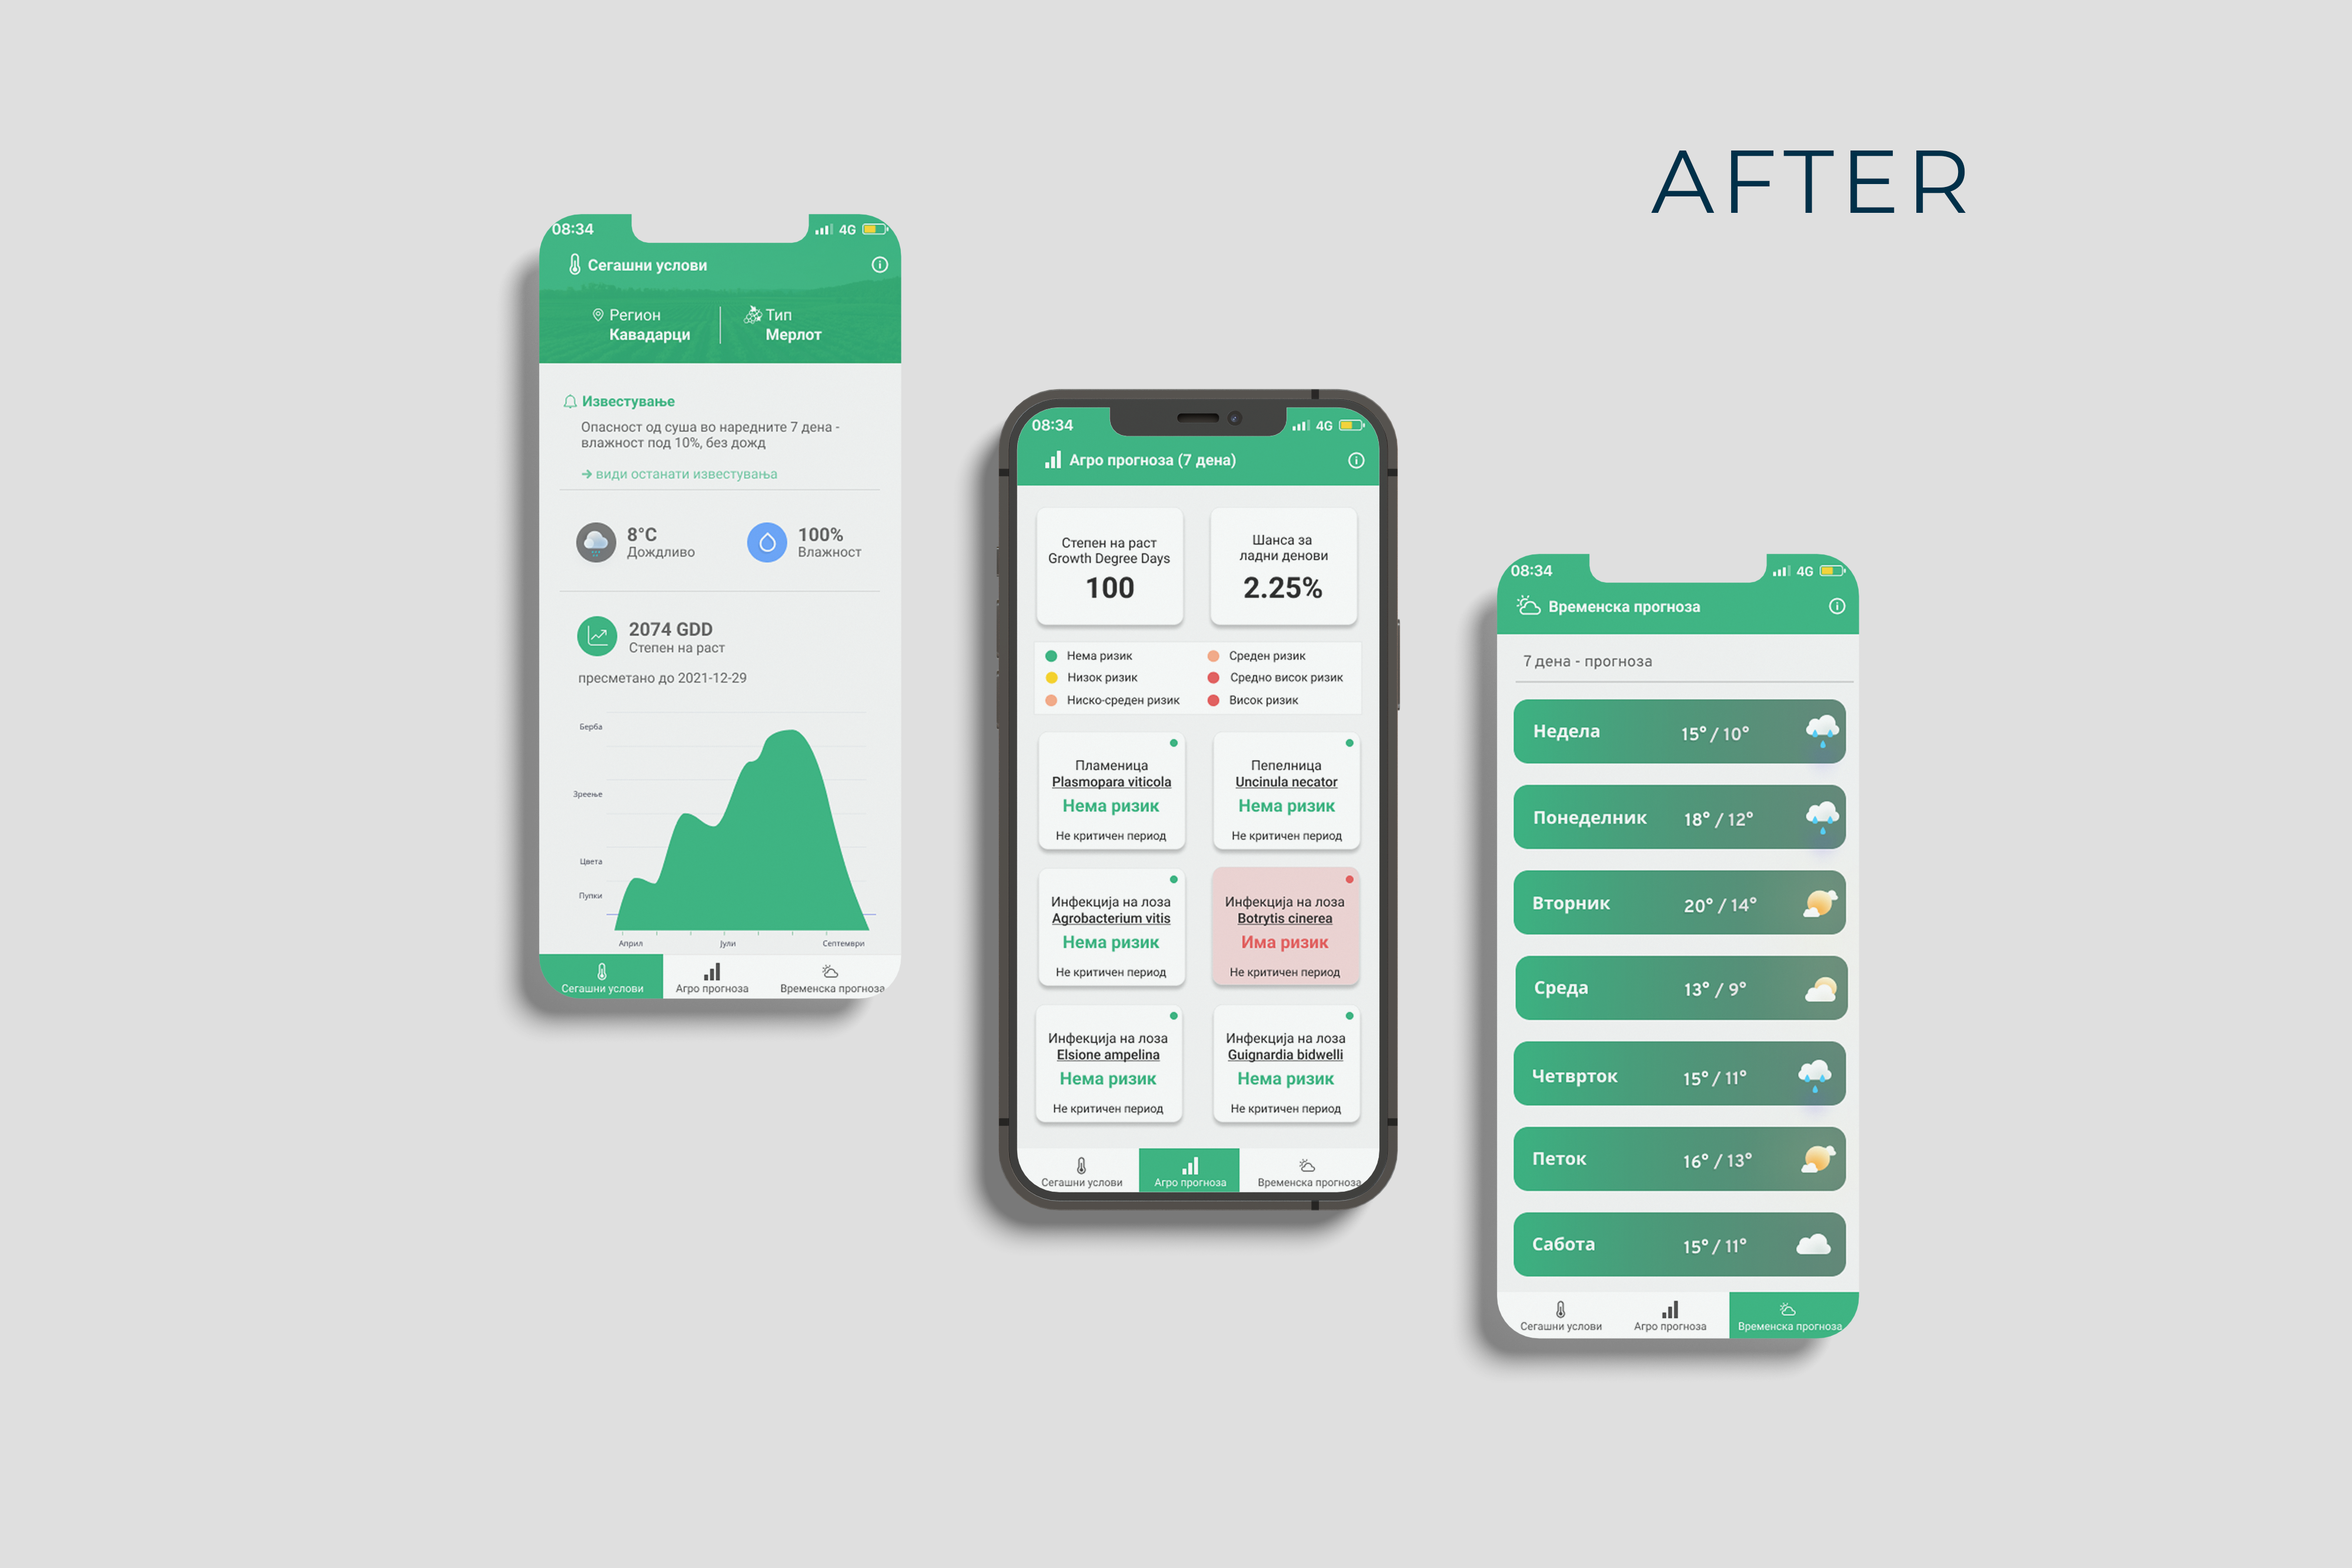 AFTER
08:34
4G
Сегашни услови
Регион
Кавадарци
Тип
Мерлот
Известување
Опасност од суша во наредните 7 дена -
влажност под 10%, без дожд
→ види останати известувања
8°C
Дождливо
100%
Влажност
2074 GDD
Степен на раст
пресметано до 2021-12-29
Берба
Зреење
Цвета
Пупки
Април
Јули
Септември
Сегашни услови
Агро прогноза
Временска прогноза
08:34
4G
Агро прогноза (7 дена)
Степен на раст
Growth Degree Days
100
Шанса за
ладни денови
2.25%
Нема ризик
Среден ризик
Низок ризик
Средно висок ризик
Ниско-среден ризик
Висок ризик
Пламеница
Plasmopara viticola
Нема ризик
Не критичен период
Пепелница
Uncinula necator
Нема ризик
Не критичен период
Инфекција на лоза
Agrobacterium vitis
Нема ризик
Не критичен период
Инфекција на лоза
Botrytis cinerea
Има ризик
Не критичен период
Инфекција на лоза
Elsione ampelina
Нема ризик
Не критичен период
Инфекција на лоза
Guignardia bidwelli
Нема ризик
Не критичен период
Сегашни услови
Агро прогноза
Временска прогноза
08:34
4G
Временска прогноза
7 дена - прогноза
Недела 15° / 10°
Понеделник 18° / 12°
Вторник 20° / 14°
Среда 13° / 9°
Четврток 15° / 11°
Петок 16° / 13°
Сабота 15° / 11°
Сегашни услови
Агро прогноза
Временска прогноза